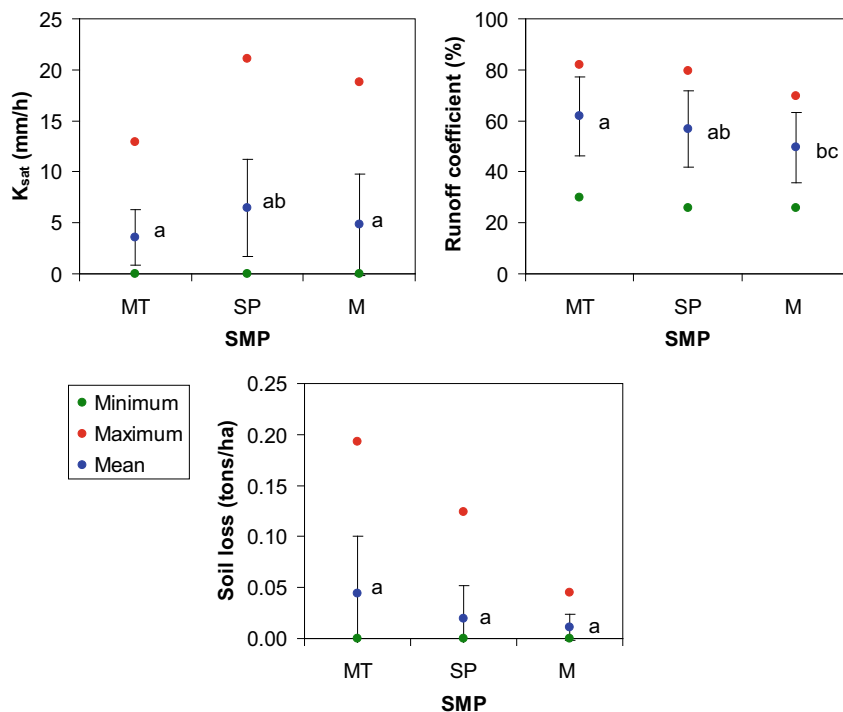 K_sat (mm/h)
25
20
15
10
5
0
a
ab
a
MT SP M
SMP
Runoff coefficient (%)
100
80
60
40
20
0
a
ab
bc
MT SP M
SMP
Minimum
Maximum
Mean
Soil loss (tons/ha)
0.25
0.20
0.15
0.10
0.05
0.00
a
a
a
MT SP M
SMP